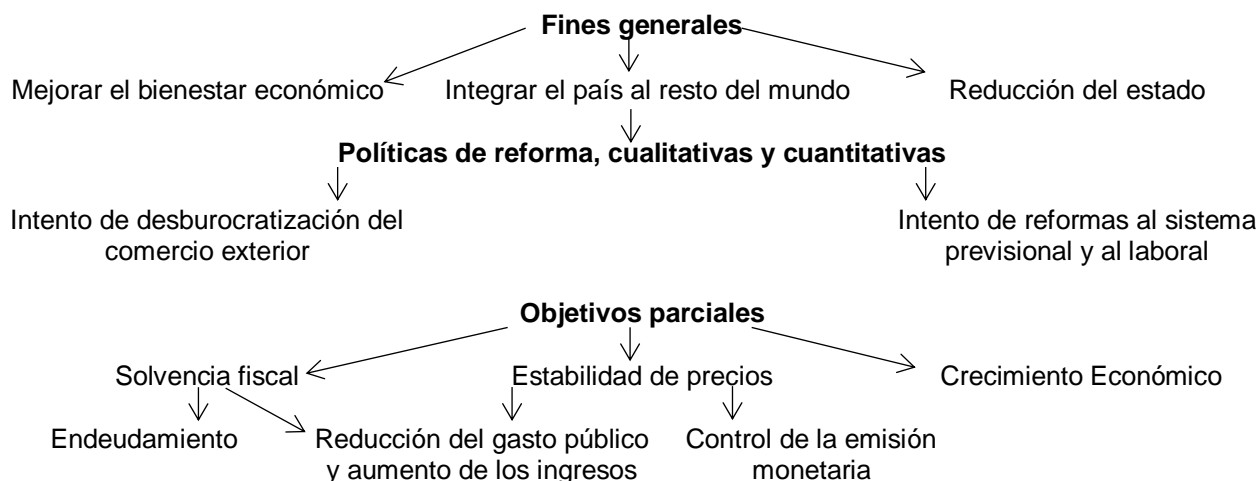 Fines generales
Mejorar el bienestar económico
Integrar el país al resto del mundo
Reducción del estado
Políticas de reforma, cualitativas y cuantitativas
Intento de desburocratización del
comercio exterior
Intento de reformas al sistema
previsional y al laboral
Objetivos parciales
Solvencia fiscal
Estabilidad de precios
Crecimiento Económico
Endeudamiento
Reducción del gasto público
y aumento de los ingresos
Control de la emisión
monetaria